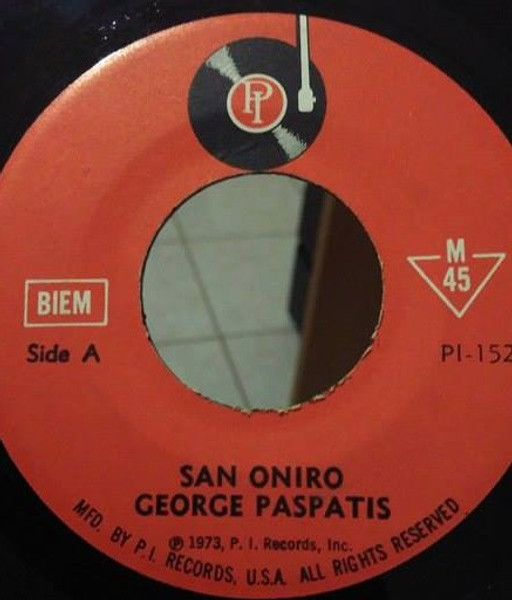 PI
M
45
BIEM
Side A
PI-152
SAN ONIRO
GEORGE PASPATIS
℗ 1973, P. I. Records, Inc.
MFD. BY P.I. RECORDS, U.S.A. ALL RIGHTS RESERVED